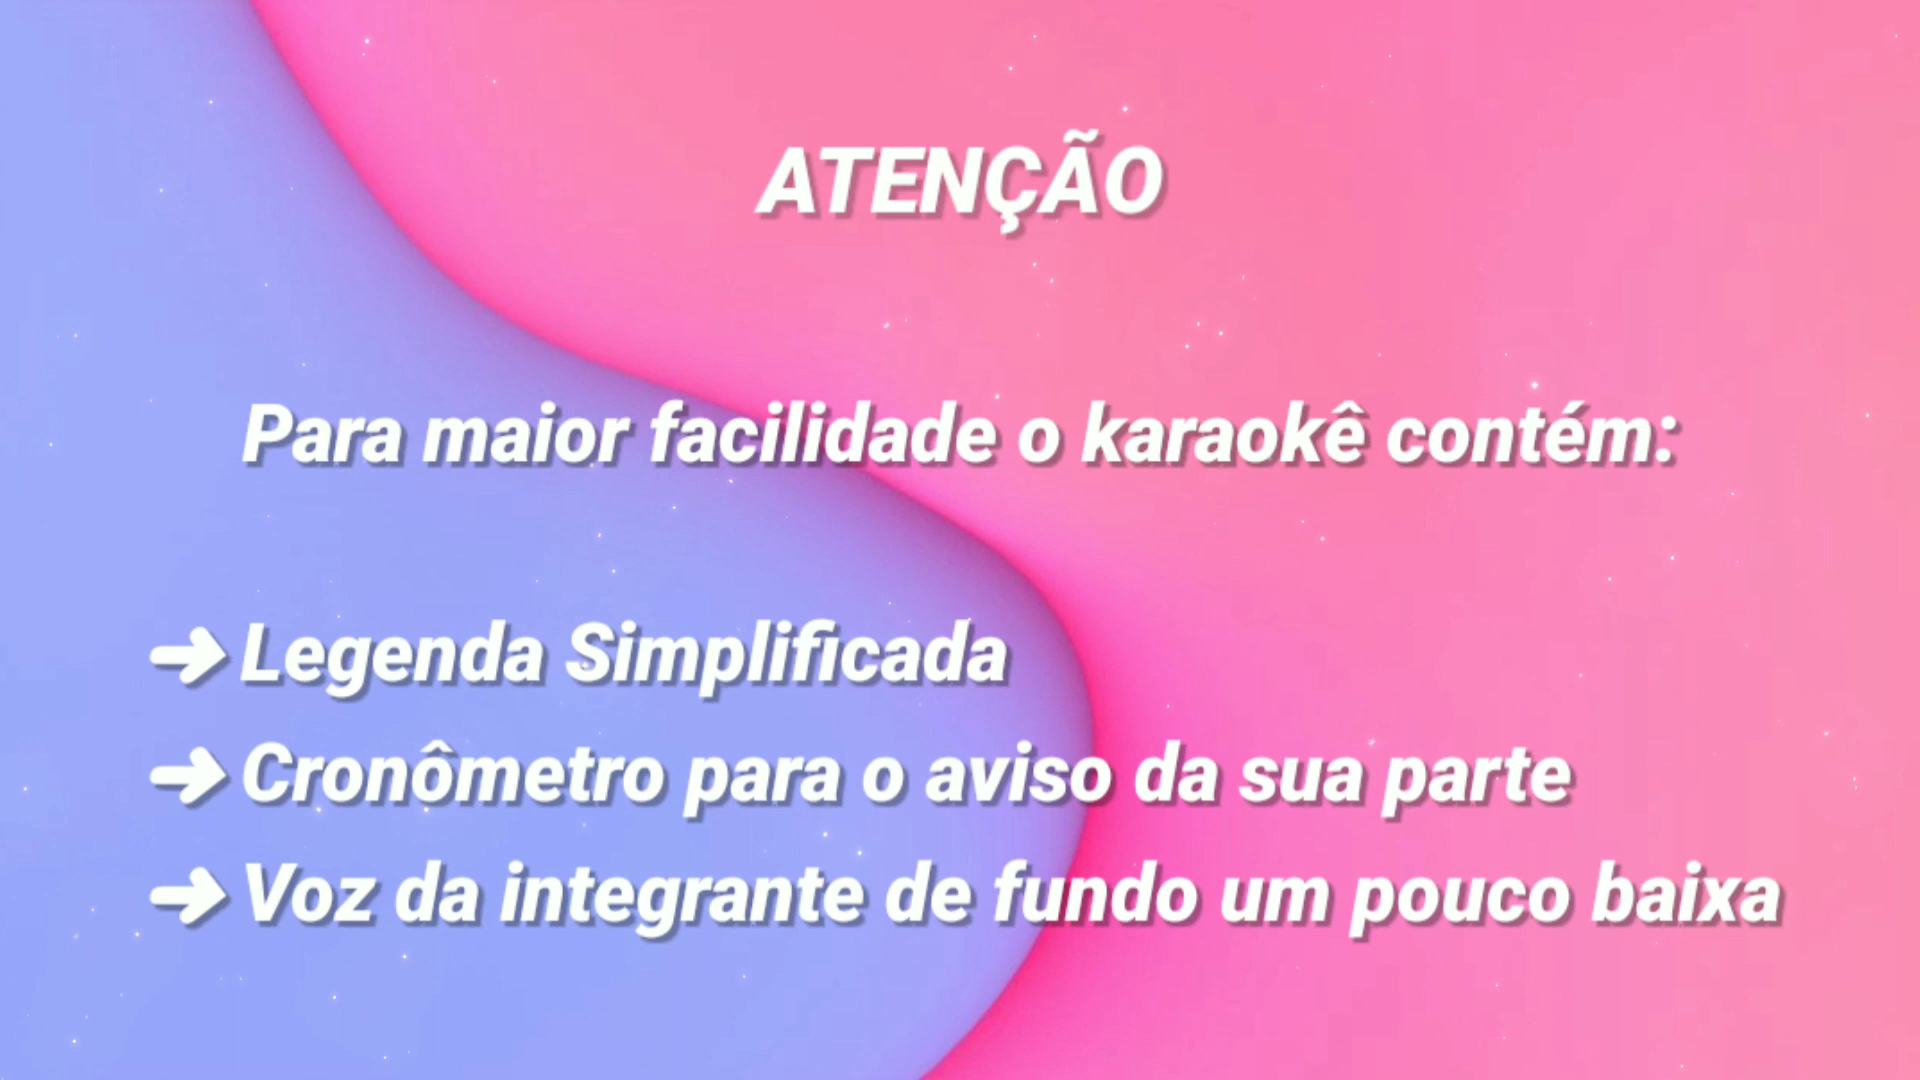 ATENÇÃO
Para maior facilidade o karaokê contém:
➜ Legenda Simplificada
➜ Cronômetro para o aviso da sua parte
➜ Voz da integrante de fundo um pouco baixa